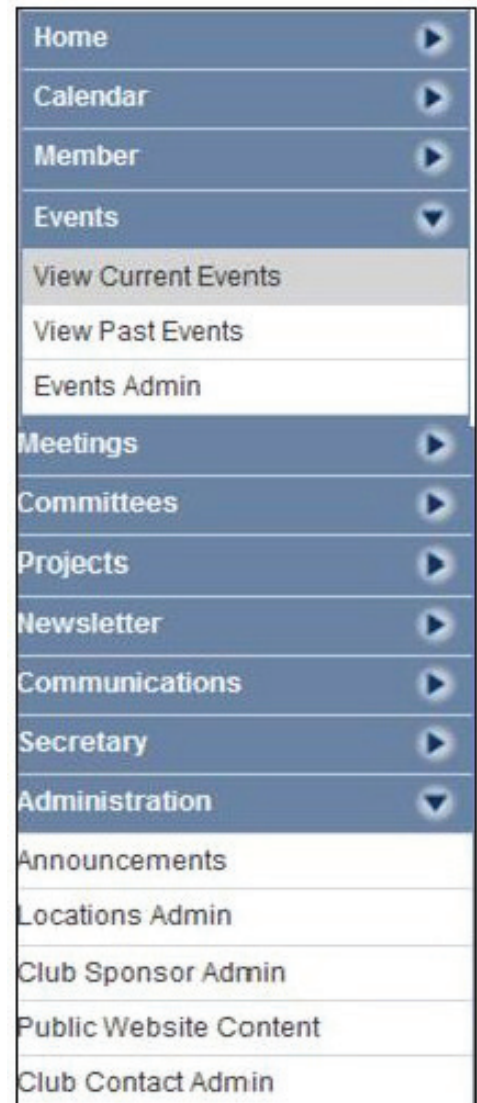 Home
Calendar
Member
Events
View Current Events
View Past Events
Events Admin
Meetings
Committees
Projects
Newsletter
Communications
Secretary
Administration
Announcements
Locations Admin
Club Sponsor Admin
Public Website Content
Club Contact Admin